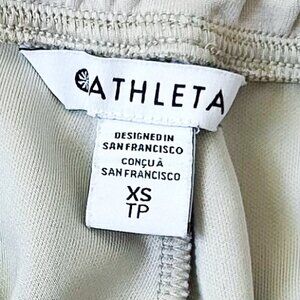 ATHLETA
DESIGNED IN
SAN FRANCISCO
CONÇU À
SAN FRANCISCO
XS
TP